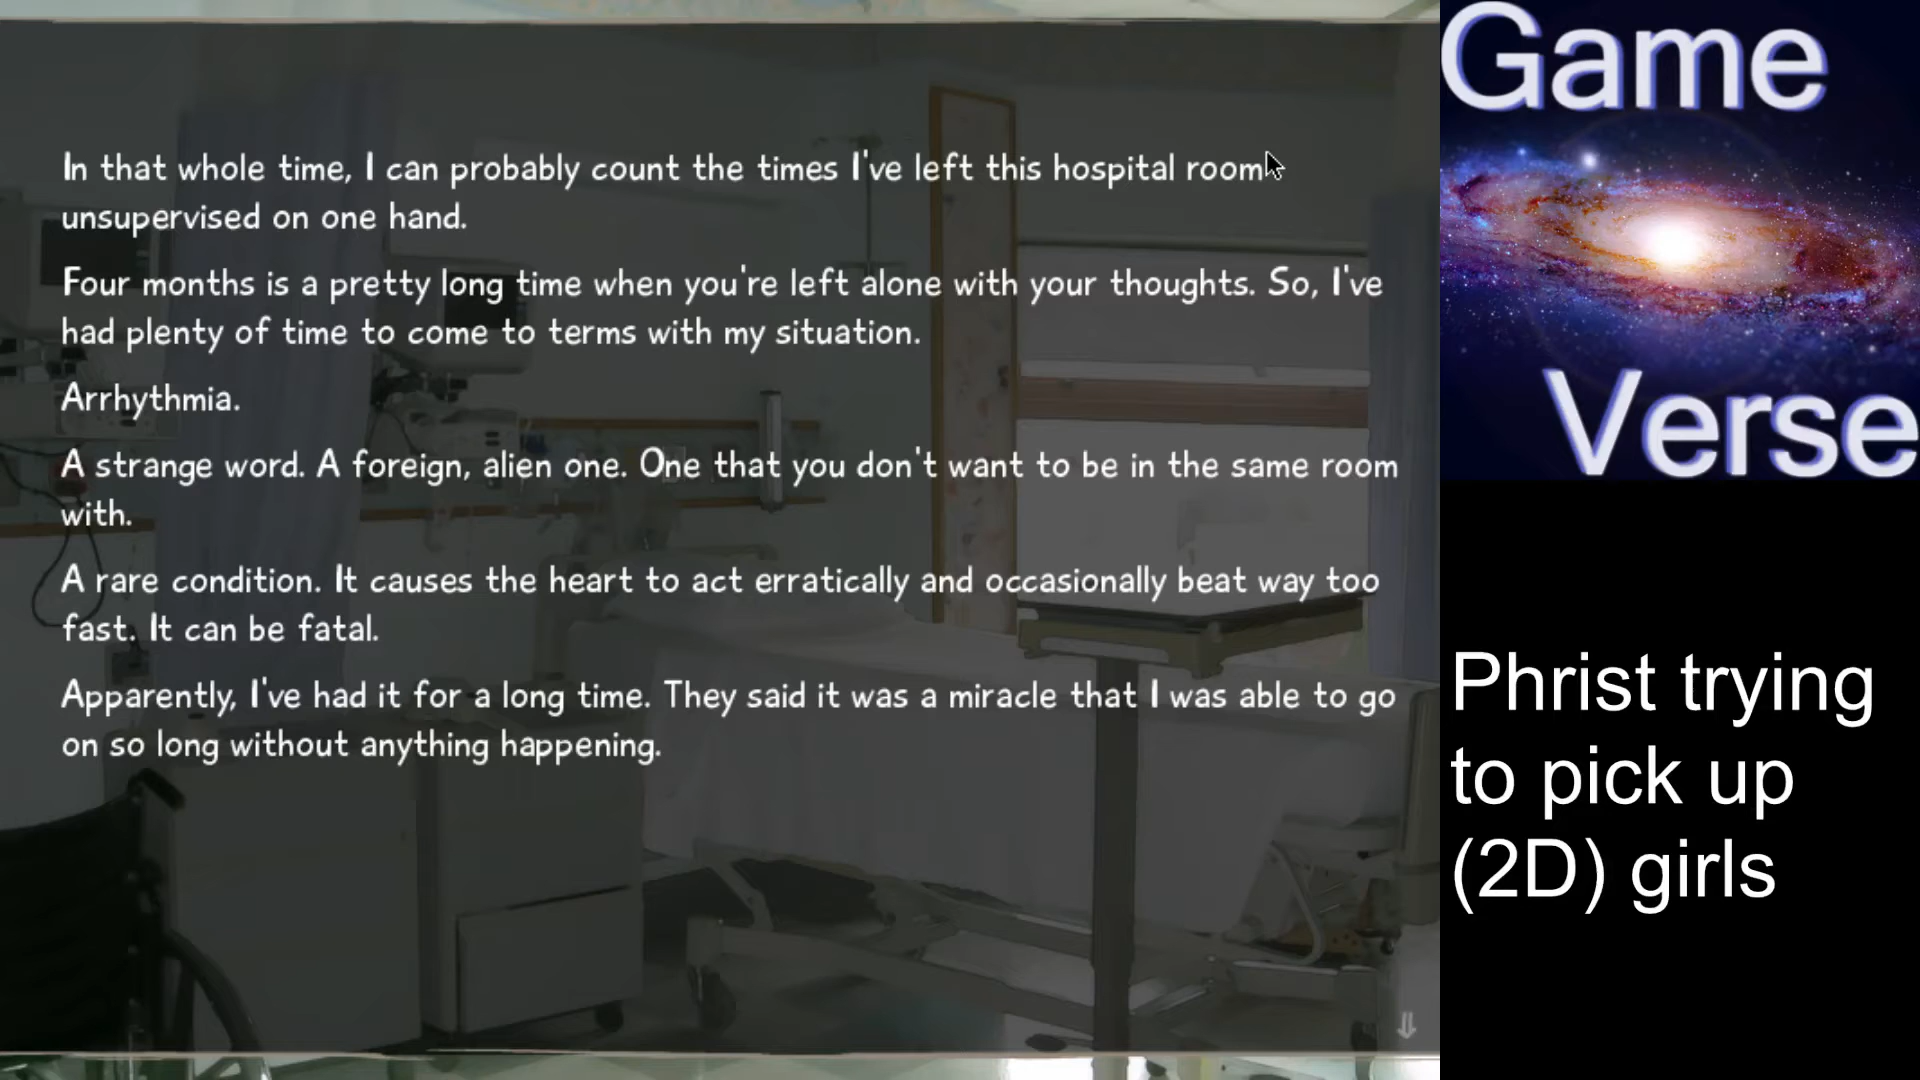 In that whole time, I can probably count the times I've left this hospital room
unsupervised on one hand.
Four months is a pretty long time when you're left alone with your thoughts. So, I've
had plenty of time to come to terms with my situation.
Arrhythmia.
A strange word. A foreign, alien one. One that you don't want to be in the same room
with.
A rare condition. It causes the heart to act erratically and occasionally beat way too
fast. It can be fatal.
Apparently, I've had it for a long time. They said it was a miracle that I was able to go
on so long without anything happening.
Game
Verse
Phrist trying
to pick up
(2D) girls